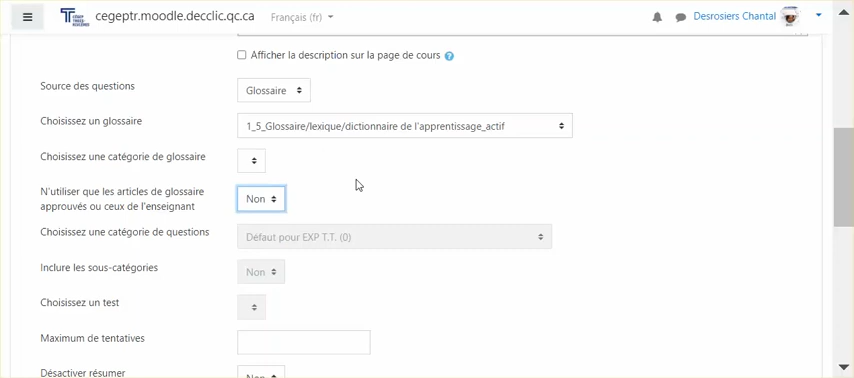 cegeptr.moodle.decclic.qc.ca
Français (fr)
Desrosiers Chantal
Afficher la description sur la page de cours
Source des questions
Glossaire
Choisissez un glossaire
1_5_Glossaire/lexique/dictionnaire de l'apprentissage_actif
Choisissez une catégorie de glossaire
N'utiliser que les articles de glossaire
approuvés ou ceux de l'enseignant
Non
Choisissez une catégorie de questions
Défaut pour EXP T.T. (0)
Inclure les sous-catégories
Non
Choisissez un test
Maximum de tentatives
Désactiver résumer
Non